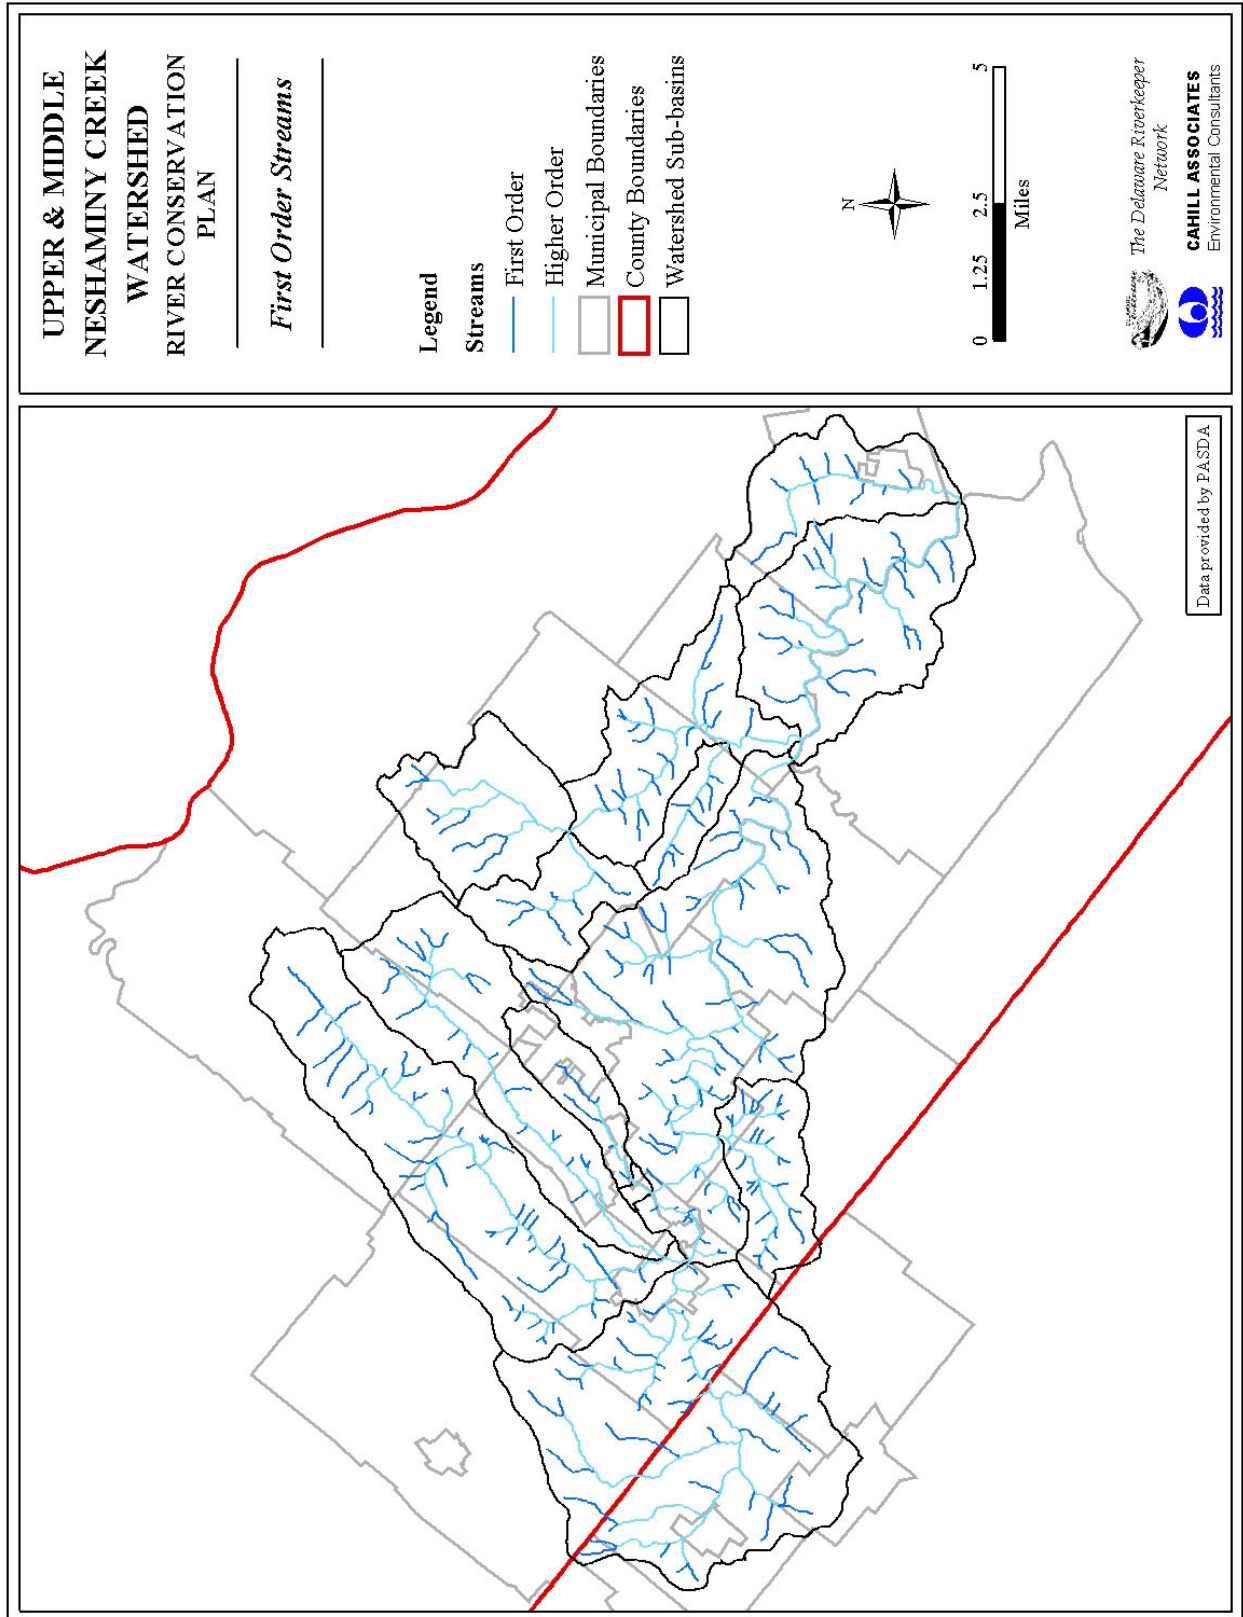 UPPER & MIDDLE
NESHAMINY CREEK
WATERSHED
RIVER CONSERVATION
PLAN
First Order Streams
Legend
Streams
First Order
Higher Order
Municipal Boundaries
County Boundaries
Watershed Sub-basins
N
0 1.25 2.5 5
Miles
The Delaware Riverkeeper
Network
CAHILL ASSOCIATES
Environmental Consultants
Data provided by PASDA